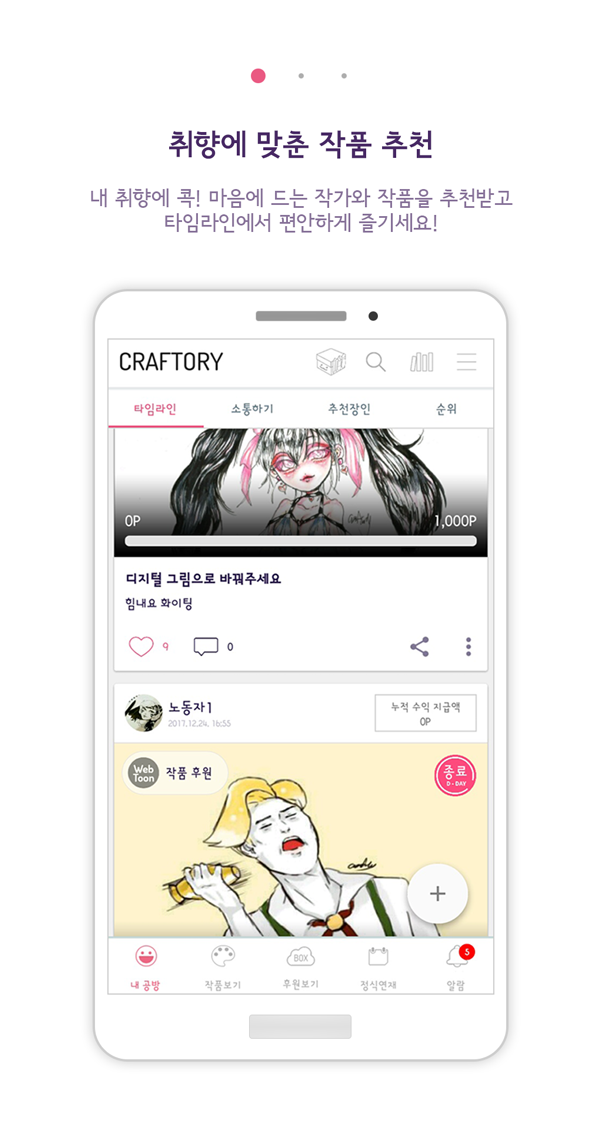 취향에 맞춘 작품 추천
내 취향에 콕! 마음에 드는 작가와 작품을 추천받고
타임라인에서 편안하게 즐기세요!
CRAFTORY
타임라인 소통하기 추천장인 순위
0P 1,000P
디지털 그림으로 바꿔주세요
힘내요 화이팅
9 0
노동자1
2017.12.24. 16:55
누적 수익 지급액
0P
Web
Toon
작품 후원
종료
D-DAY
+
BOX
5
내 공방 작품보기 후원보기 정식연재 알람